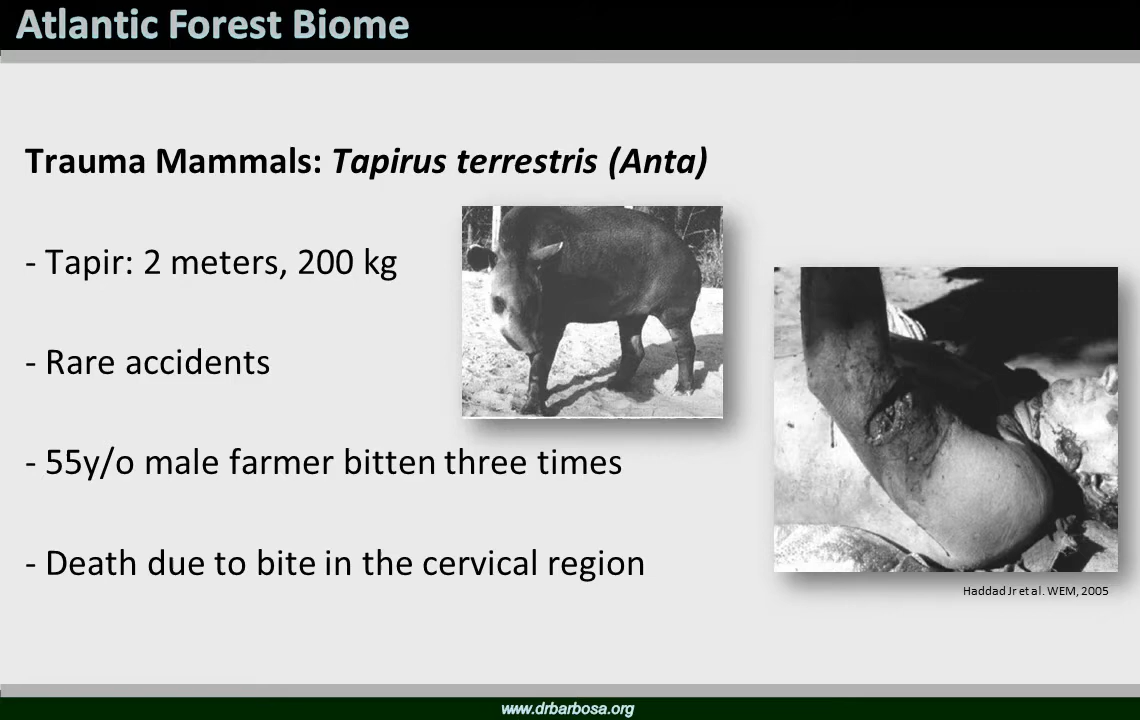 Atlantic Forest Biome
Trauma Mammals: Tapirus terrestris (Anta)
- Tapir: 2 meters, 200 kg
- Rare accidents
- 55y/o male farmer bitten three times
- Death due to bite in the cervical region
Haddad Jr et al. WEM, 2005
www.drbarbosa.org